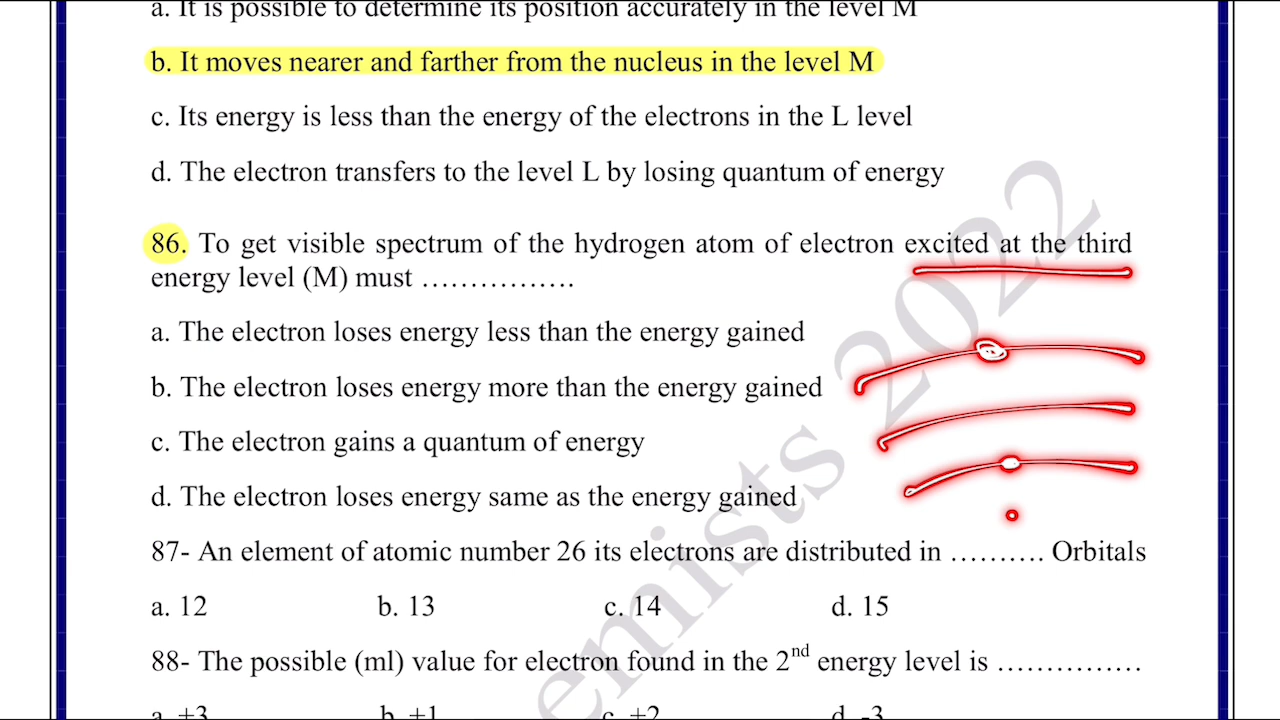 a. It is possible to determine its position accurately in the level M
b. It moves nearer and farther from the nucleus in the level M
c. Its energy is less than the energy of the electrons in the L level
d. The electron transfers to the level L by losing quantum of energy
86. To get visible spectrum of the hydrogen atom of electron excited at the third
energy level (M) must ................
a. The electron loses energy less than the energy gained
b. The electron loses energy more than the energy gained
c. The electron gains a quantum of energy
d. The electron loses energy same as the energy gained
87- An element of atomic number 26 its electrons are distributed in .......... Orbitals
a. 12 b. 13 c. 14 d. 15
88- The possible (ml) value for electron found in the 2nd energy level is ...............
a. +3 b. +1 c. +2 d. -3
emists 2022